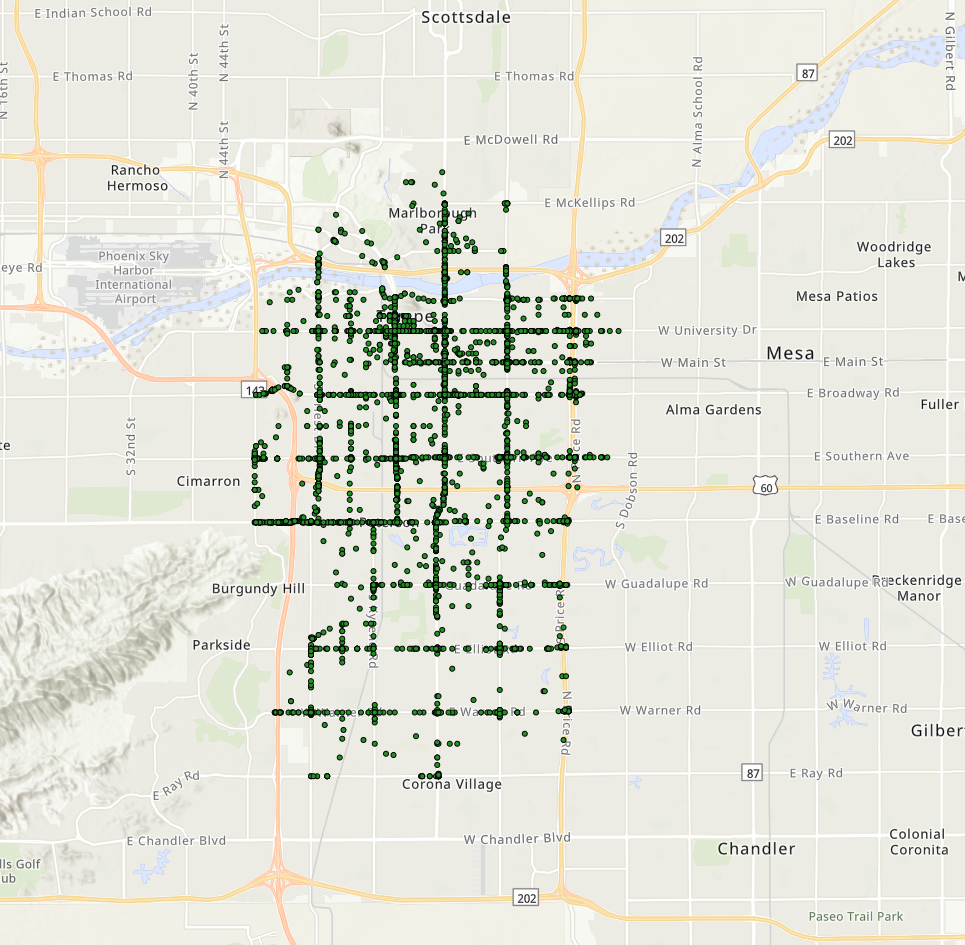 E Indian School Rd
Scottsdale
N Gilbert Rd
N 44th St
N 40th St
N 16th St
E Thomas Rd
E Thomas Rd
87
N Alma School Rd
E McDowell Rd
202
N 44th St
Rancho
Hermoso
E McKellips Rd
Marlborough
Park
202
Woodridge
Lakes
Phoenix Sky
Harbor
International
Airport
eye Rd
M
Mesa Patios
W University Dr
Mesa
W Main St
E Main St
143
E Broadway Rd
Alma Gardens
Fuller
S 32nd St
te
E Southern Ave
Cimarron
S Dobson Rd
60
E Baseline Rd
E Base
Burgundy Hill
W Guadalupe Rd
W Guadalupe Rd
Breckenridge
Manor
Parkside
E Elliot Rd
W Elliot Rd
W Elliot Rd
E Warner Rd
W Warner Rd
W Warner Rd
N Price Rd
Gilber
E Ray Rd
Corona Village
87
E Ray Rd
E Chandler Blvd
W Chandler Blvd
Chandler
Colonial
Coronita
lls Golf
ub
202
Paseo Trail Park